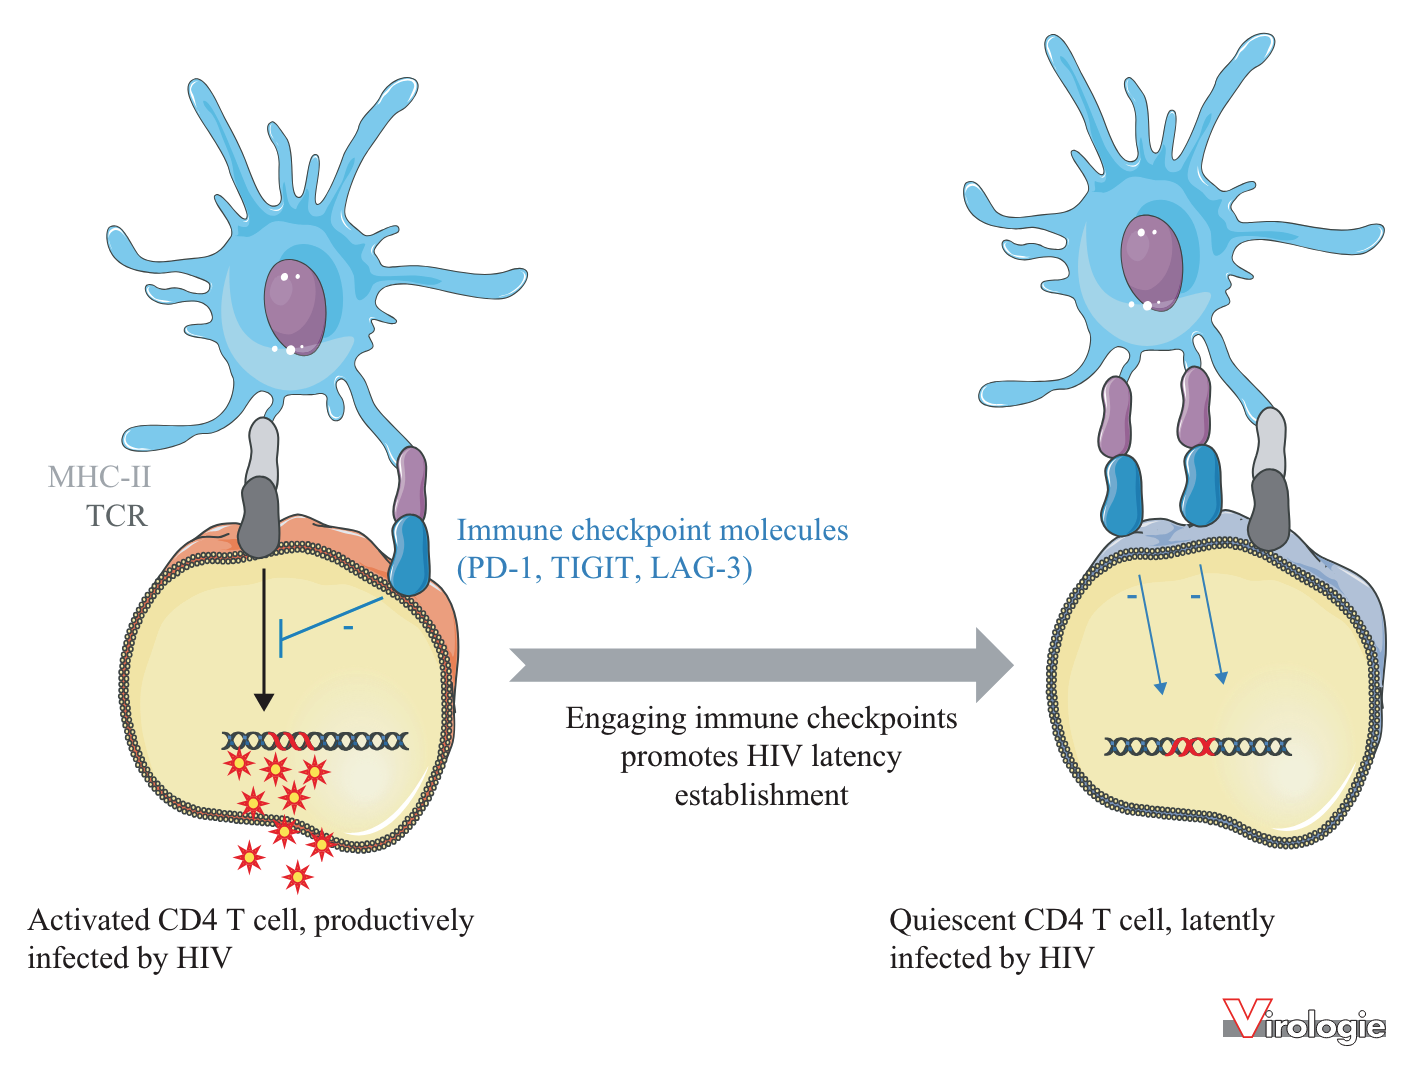 MHC-II
TCR
Immune checkpoint molecules
(PD-1, TIGIT, LAG-3)
-
-
-
Engaging immune checkpoints
promotes HIV latency
establishment
Activated CD4 T cell, productively
infected by HIV
Quiescent CD4 T cell, latently
infected by HIV
Virologie